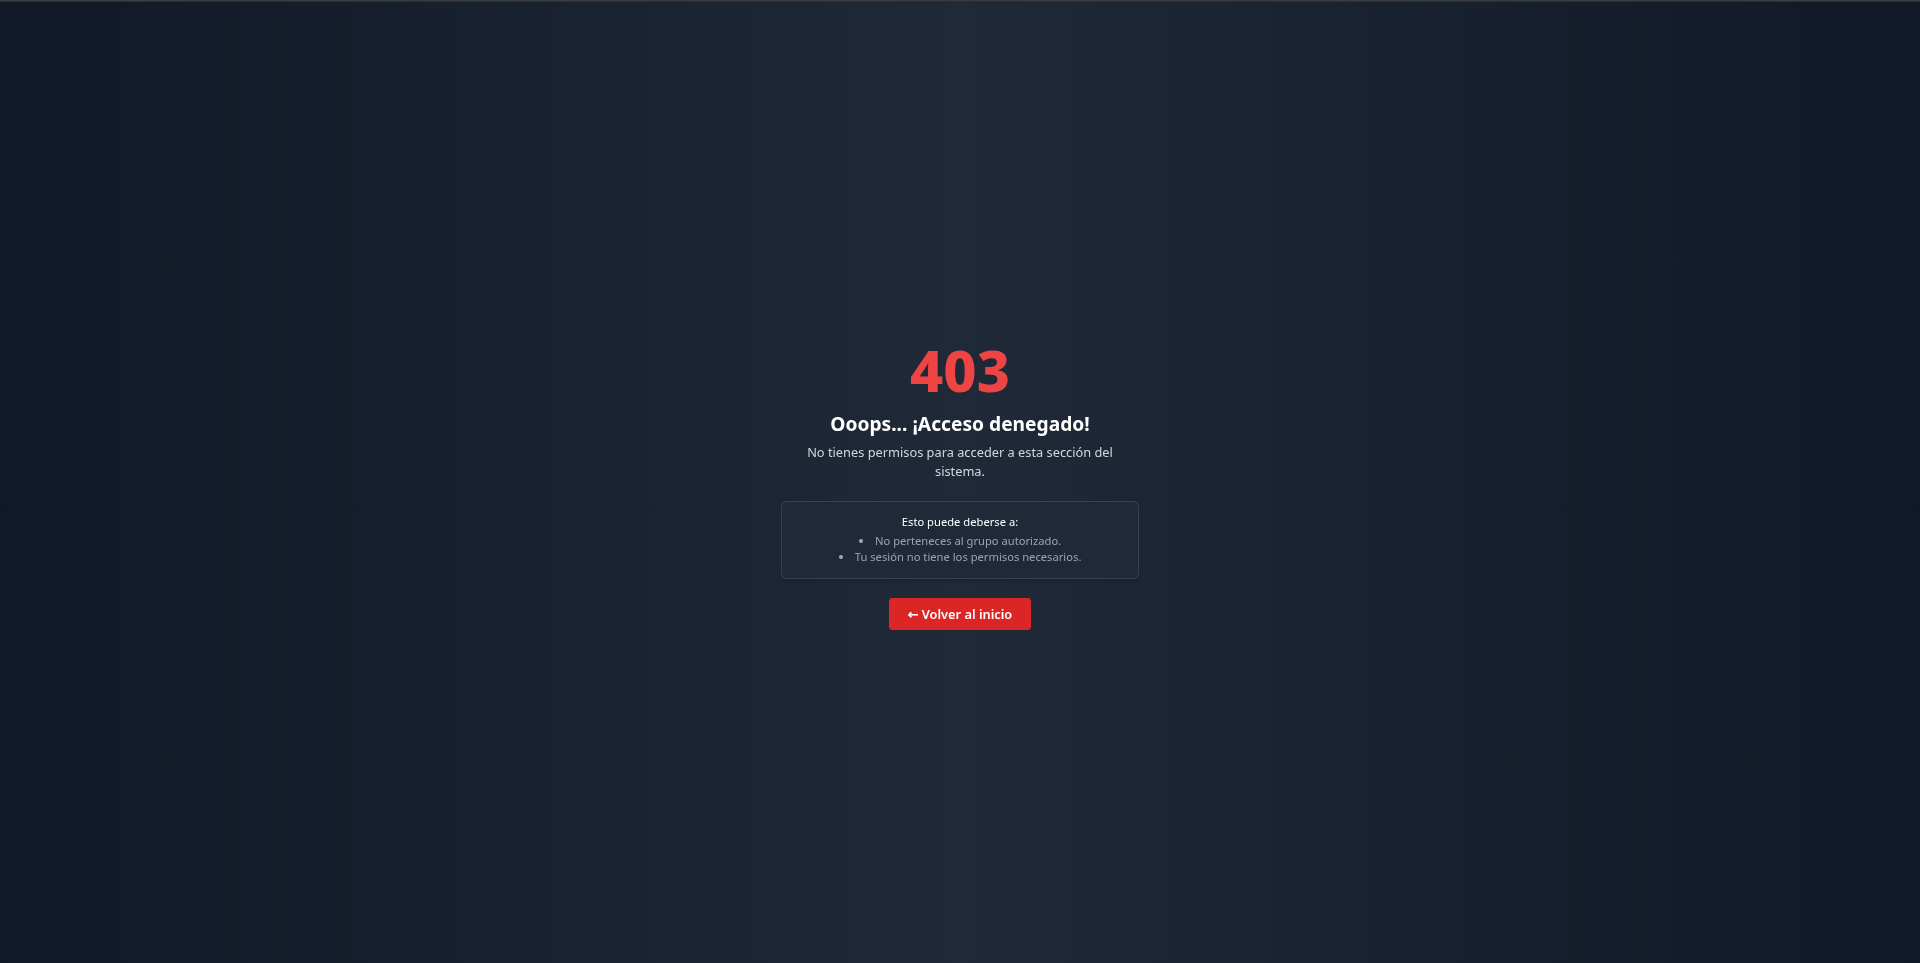 403
Ooops... ¡Acceso denegado!
No tienes permisos para acceder a esta sección del
sistema.
Esto puede deberse a:
• No perteneces al grupo autorizado.
• Tu sesión no tiene los permisos necesarios.
← Volver al inicio